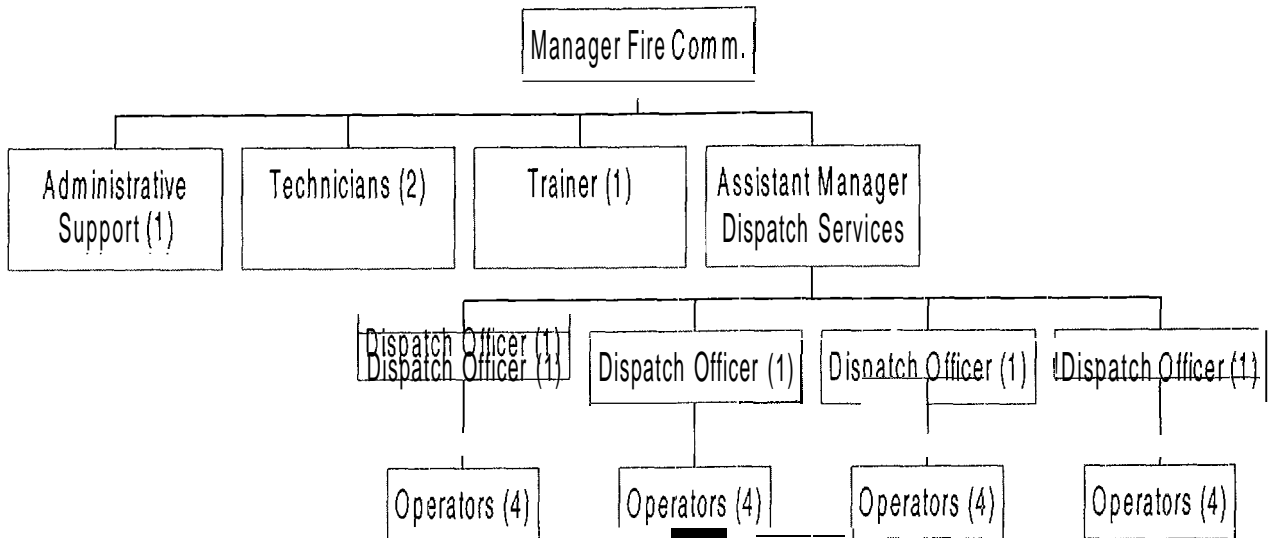 Manager Fire Comm.
Administrative
Support (1)
Technicians (2)
Trainer (1)
Assistant Manager
Dispatch Services
Dispatch Officer (1)
Dispatch Officer (1)
Dispatch Officer (1)
Disnatch Officer (1)
!Dispatch Officer (1)
Operators (4)
Operators (4)
Operators (4)
Operators (4)